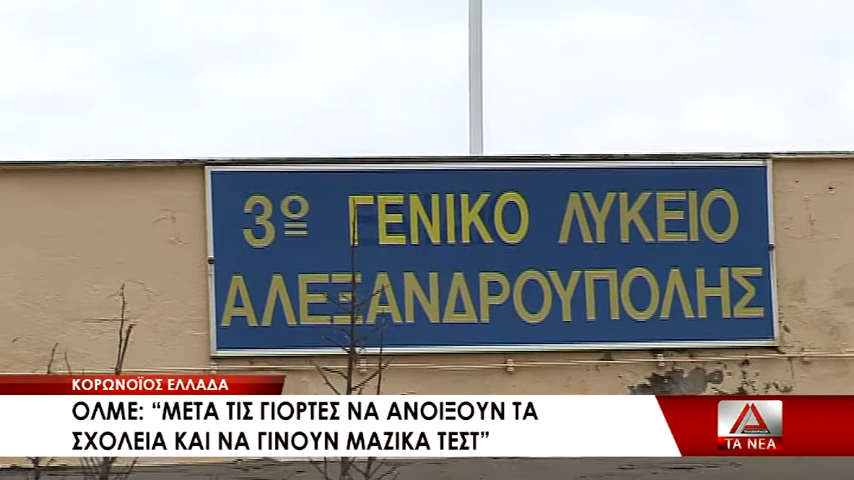 3º ΓΕΝΙΚΟ ΛΥΚΕΙΟ
ΑΛΕΞΑΝΔΡΟΥΠΟΛΗΣ
ΚΟΡΩΝΟΪΟΣ ΕΛΛΑΔΑ
ΟΛΜΕ: “ΜΕΤΑ ΤΙΣ ΓΙΟΡΤΕΣ ΝΑ ΑΝΟΙΞΟΥΝ ΤΑ
ΣΧΟΛΕΙΑ ΚΑΙ ΝΑ ΓΙΝΟΥΝ ΜΑΖΙΚΑ ΤΕΣΤ”
ΤΑ ΝΕΑ